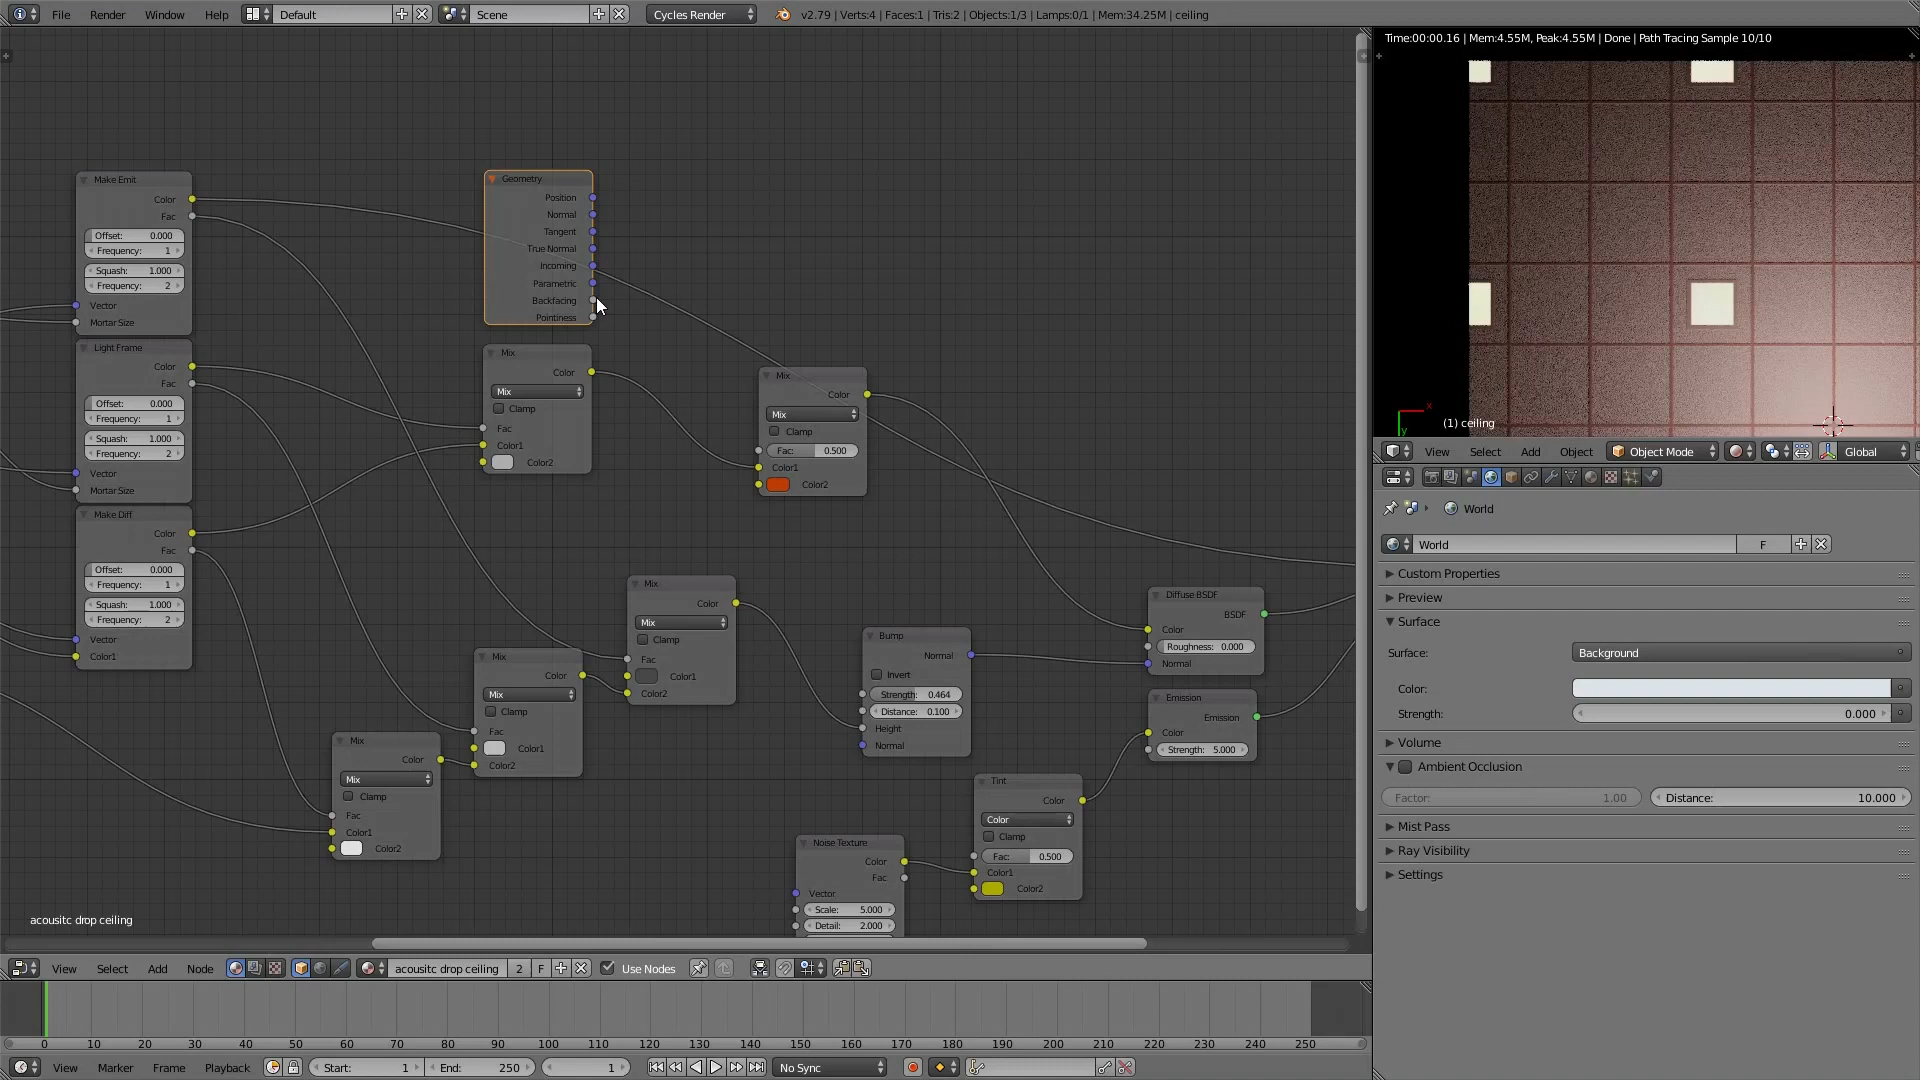 File Render Window Help Default Scene Cycles Render v2.79 | Verts:4 | Faces:1 | Tris:2 | Objects:1/3 | Lamps:0/1 | Mem:34.25M | ceiling
Time:00:00.16 | Mem:4.55M, Peak:4.55M | Done | Path Tracing Sample 10/10
Make Emit
Color
Fac
Offset: 0.000
Frequency: 1
Squash: 1.000
Frequency: 2
Vector
Mortar Size
Light Frame
Color
Fac
Offset: 0.000
Frequency: 1
Squash: 1.000
Frequency: 2
Vector
Mortar Size
Make Diff
Color
Fac
Offset: 0.000
Frequency: 1
Squash: 1.000
Frequency: 2
Vector
Color1
Geometry
Position
Normal
Tangent
True Normal
Incoming
Parametric
Backfacing
Pointiness
Mix
Color
Mix
Clamp
Fac
Color1
Color2
Mix
Color
Mix
Clamp
Fac: 0.500
Color1
Color2
Mix
Color
Mix
Clamp
Fac
Color1
Color2
Mix
Color
Mix
Clamp
Fac
Color1
Color2
Mix
Color
Mix
Clamp
Fac
Color1
Color2
Bump
Normal
Invert
Strength: 0.464
Distance: 0.100
Height
Normal
Diffuse BSDF
BSDF
Color
Roughness: 0.000
Normal
Emission
Emission
Color
Strength: 5.000
Tint
Color
Color
Clamp
Fac: 0.500
Color1
Color2
Noise Texture
Color
Fac
Vector
Scale: 5.000
Detail: 2.000
acousitc drop ceiling
x
y
(1) ceiling
View Select Add Object Object Mode Global
World
World F
Custom Properties
Preview
Surface
Surface: Background
Color:
Strength: 0.000
Volume
Ambient Occlusion
Factor: 1.00 Distance: 10.000
Mist Pass
Ray Visibility
Settings
View Select Add Node acousitc drop ceiling 2 F Use Nodes
0 10 20 30 40 50 60 70 80 90 100 110 120 130 140 150 160 170 180 190 200 210 220 230 240 250
View Marker Frame Playback Start: 1 End: 250 1 No Sync